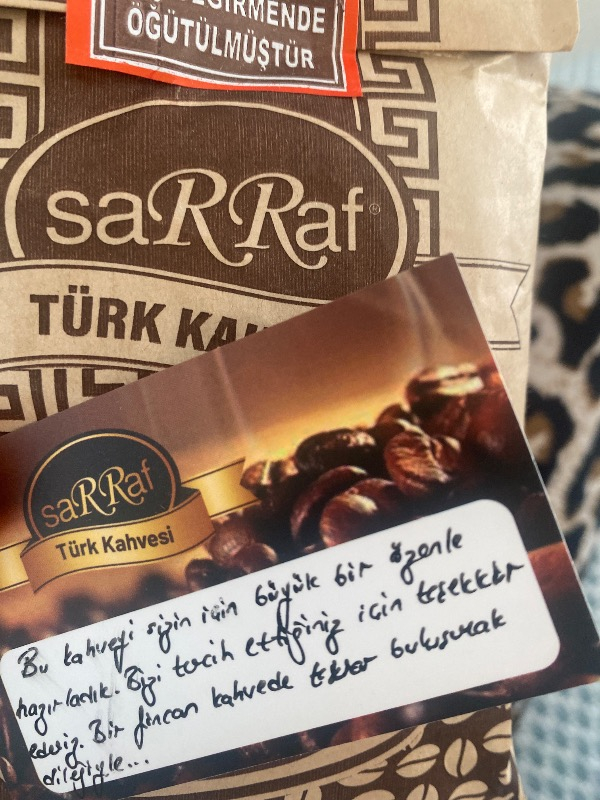 DEĞİRMENDE
ÖĞÜTÜLMÜŞTÜR
saRRaf®
TÜRK
saRRaf
Türk Kahvesi
Bu kahveyi sizin için büyük bir özenle
hazırladık. Bizi tercih ettiğiniz için teşekkür
ederiz. Bir fincan kahvede tekrar buluşmak
dileğiyle...